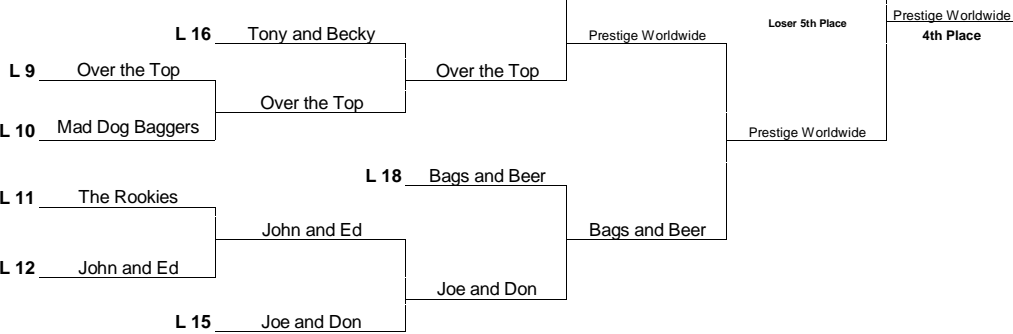 Prestige Worldwide
Loser 5th Place
L 16 Tony and Becky
Prestige Worldwide
4th Place
L 9 Over the Top
Over the Top
Over the Top
L 10 Mad Dog Baggers
Prestige Worldwide
L 18 Bags and Beer
L 11 The Rookies
John and Ed
Bags and Beer
L 12 John and Ed
Joe and Don
L 15 Joe and Don